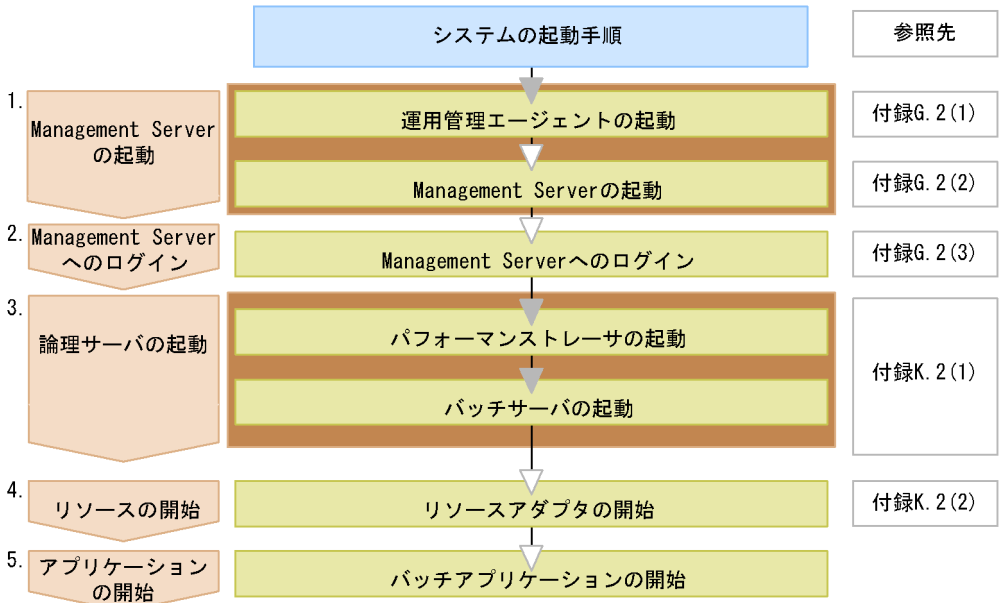 システムの起動手順
参照先
1.
Management Server
の起動
運用管理エージェントの起動
付録G.2(1)
Management Serverの起動
付録G.2(2)
2.
Management Server
へのログイン
Management Serverへのログイン
付録G.2(3)
3.
論理サーバの起動
パフォーマンストレーサの起動
バッチサーバの起動
付録K.2(1)
4.
リソースの開始
リソースアダプタの開始
付録K.2(2)
5.
アプリケーション
の開始
バッチアプリケーションの開始